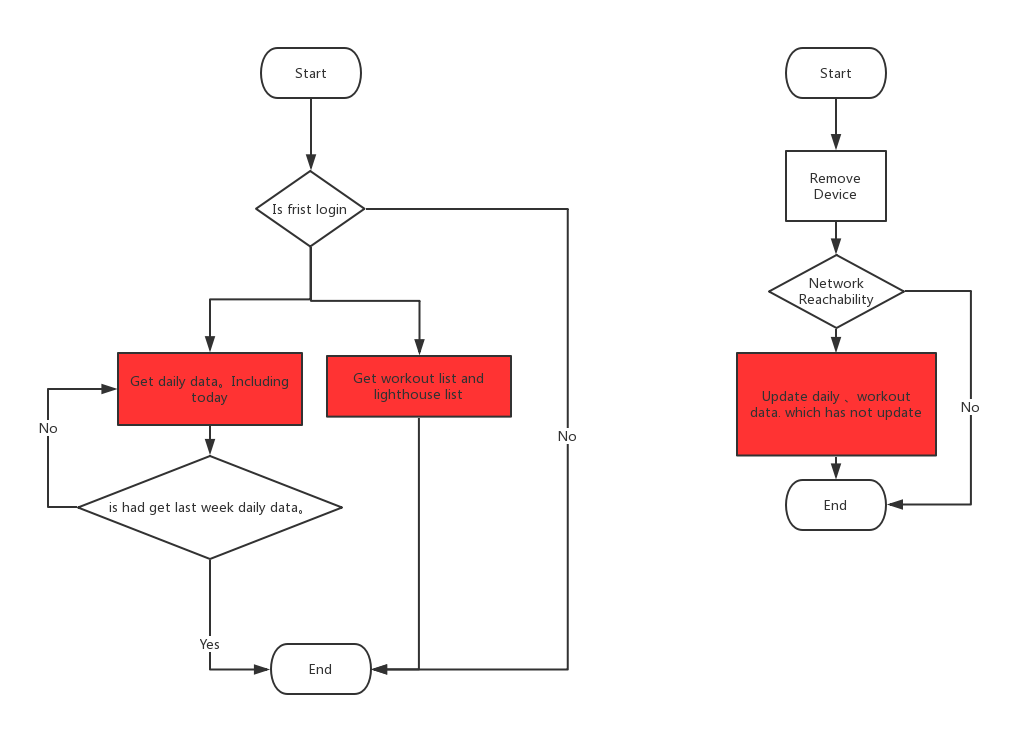 Start
Is frist login
Get daily data。Including
today
Get workout list and
lighthouse list
No
No
is had get last week daily data。
Yes
End
Start
Remove
Device
Network
Reachability
Update daily 、workout
data. which has not update
No
End